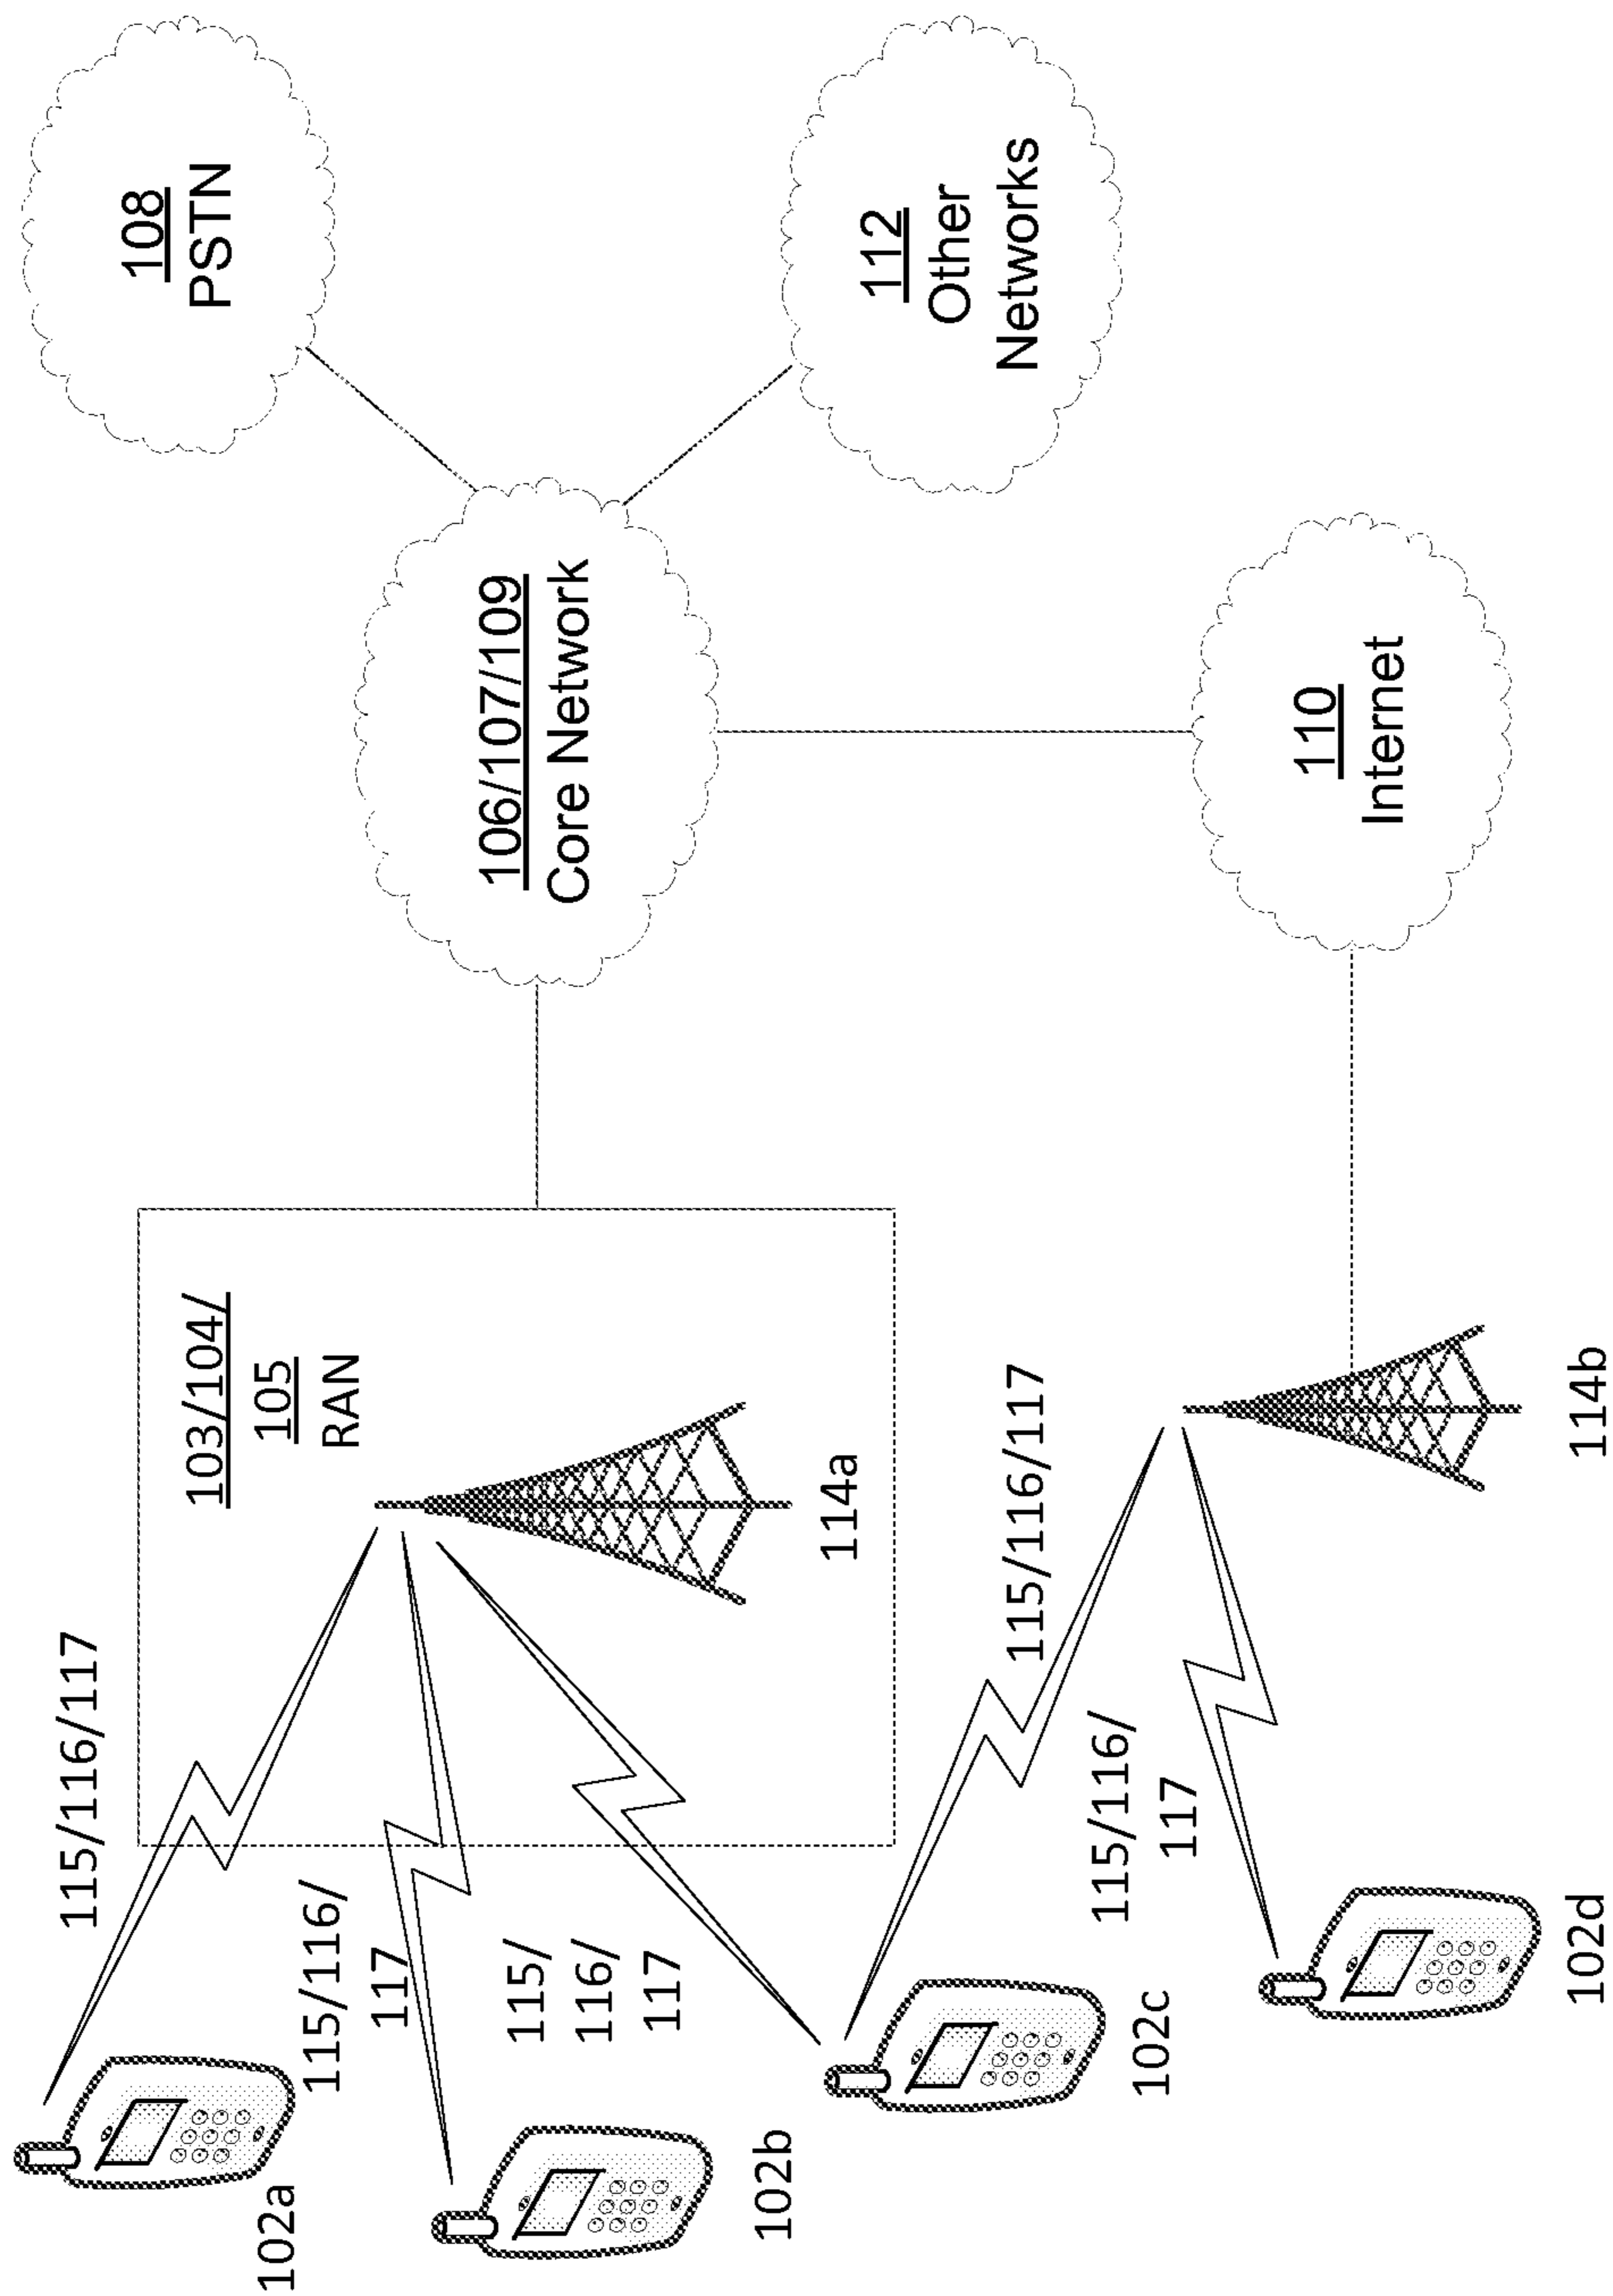 115/116/117
102a
103/104/
105
RAN
108
PSTN
106/107/109
Core Network
115/116/
117
102b
114a
115/
116/
117
112
Other
Networks
102c
115/116/117
115/116/
117
110
Internet
102d
114b